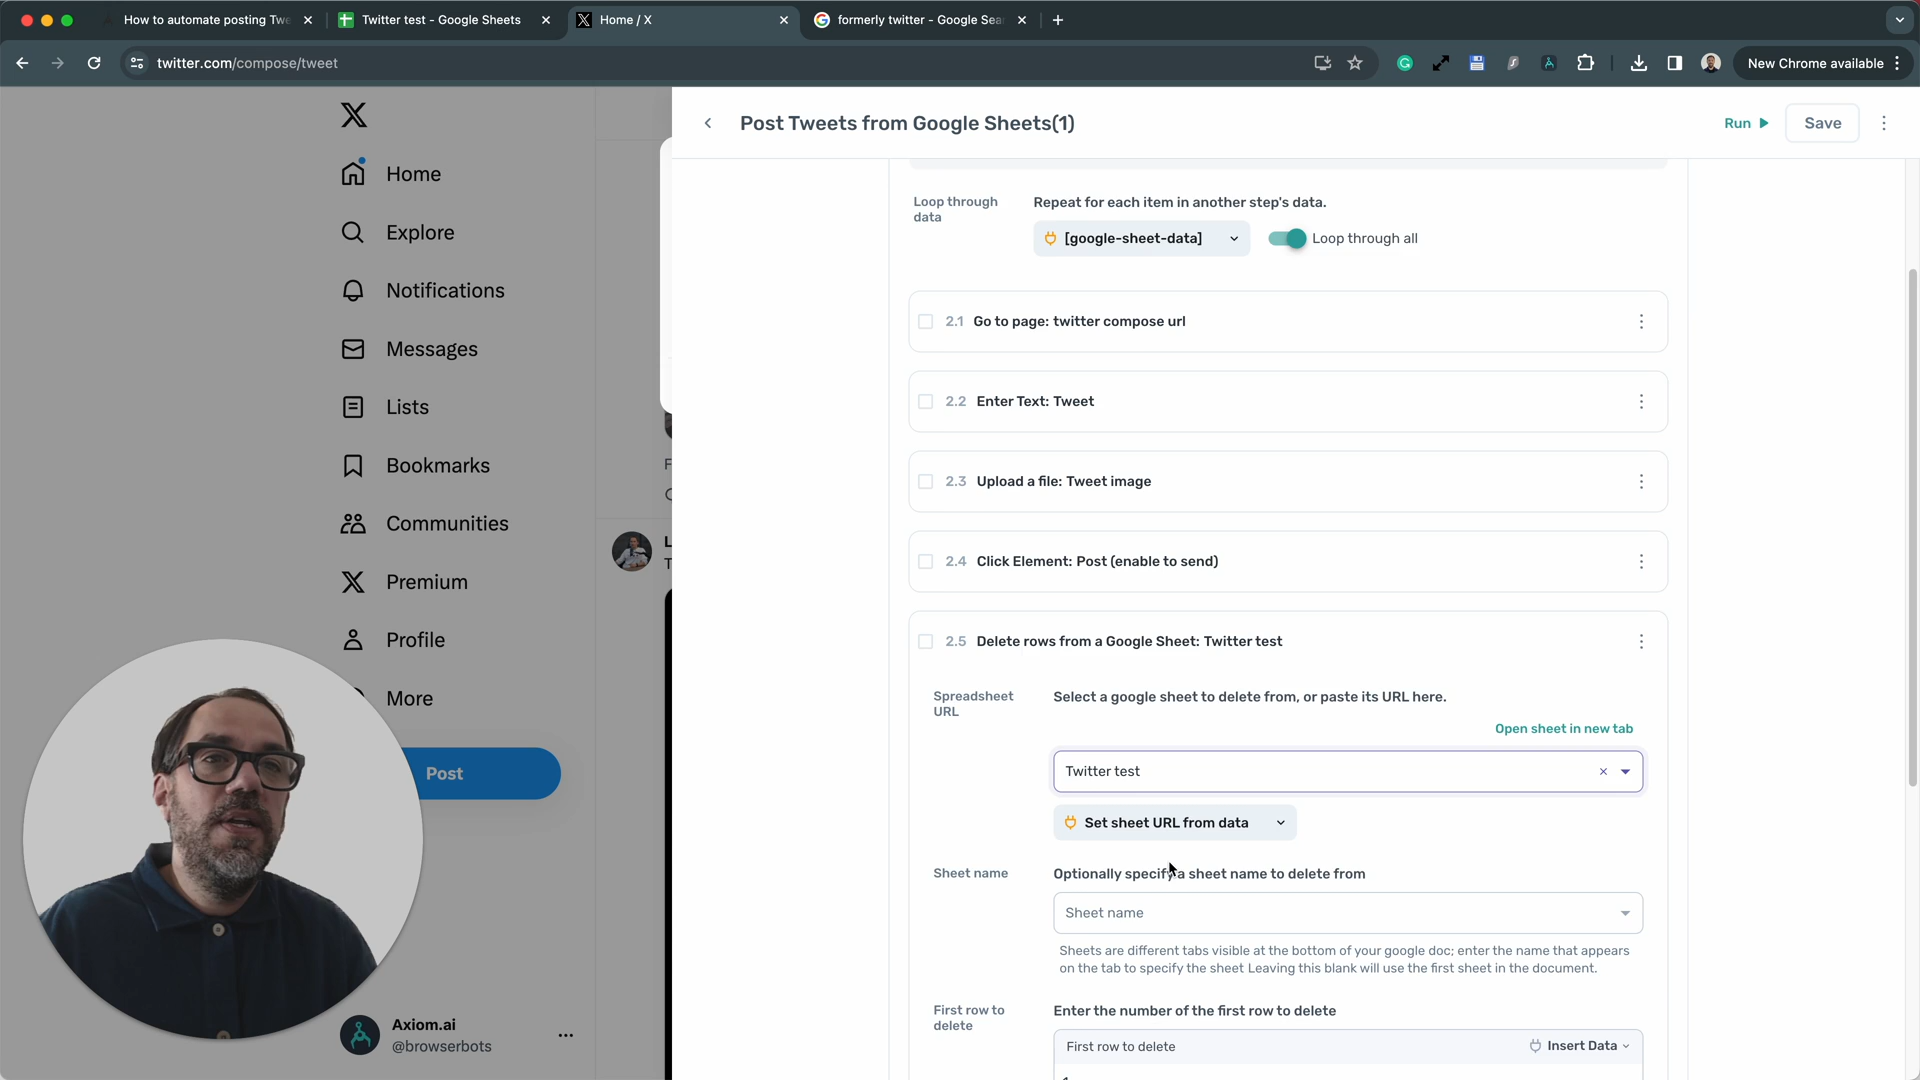 How to automate posting Twe
Twitter test - Google Sheets
Home / X
formerly twitter - Google Sea
twitter.com/compose/tweet
New Chrome available
Home
Explore
Notifications
Messages
Lists
Bookmarks
Communities
Premium
Profile
More
Post
Axiom.ai
@browserbots
Post Tweets from Google Sheets(1)
Run
Save
Loop through
data
Repeat for each item in another step's data.
[google-sheet-data]
Loop through all
2.1 Go to page: twitter compose url
2.2 Enter Text: Tweet
2.3 Upload a file: Tweet image
2.4 Click Element: Post (enable to send)
2.5 Delete rows from a Google Sheet: Twitter test
Spreadsheet
URL
Select a google sheet to delete from, or paste its URL here.
Open sheet in new tab
Twitter test
Set sheet URL from data
Sheet name
Optionally specify a sheet name to delete from
Sheet name
Sheets are different tabs visible at the bottom of your google doc; enter the name that appears
on the tab to specify the sheet Leaving this blank will use the first sheet in the document.
First row to
delete
Enter the number of the first row to delete
First row to delete
Insert Data